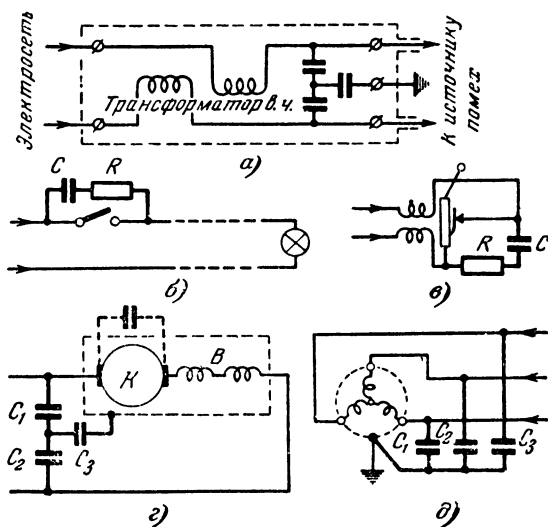 Электросеть
Трансформатор в.ч.
К источнику
помех
а)
C
R
б)
R
C
в)
K
B
C1
C2
C3
г)
C1
C2
C3
д)